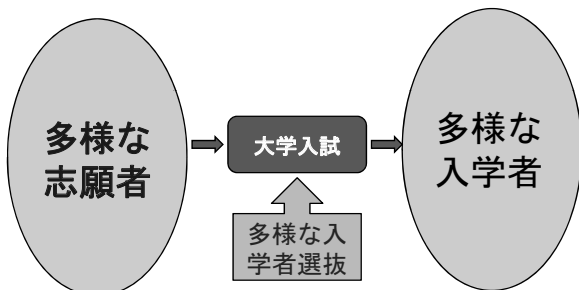 多様な
志願者
大学入試
多様な
入学者
多様な入
学者選抜